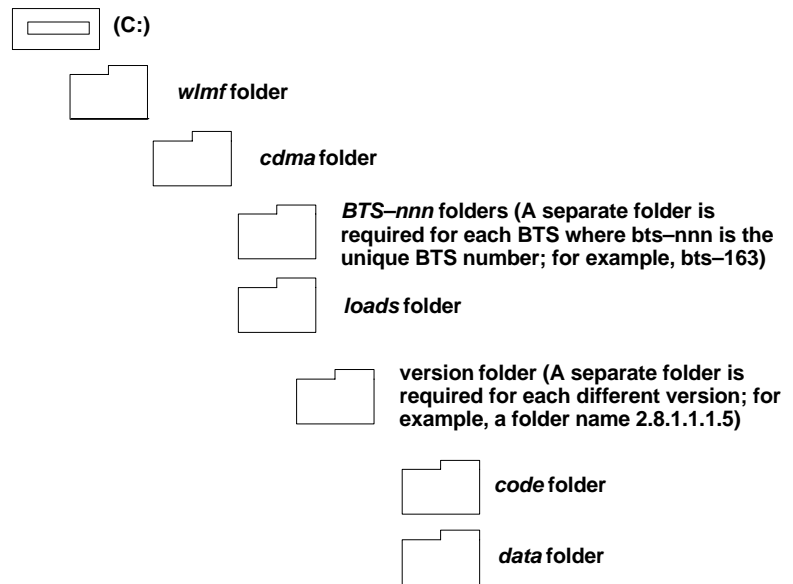 (C:)
wlmf folder
cdma folder
BTS–nnn folders (A separate folder is
required for each BTS where bts–nnn is the
unique BTS number; for example, bts–163)
loads folder
version folder (A separate folder is
required for each different version; for
example, a folder name 2.8.1.1.1.5)
code folder
data folder